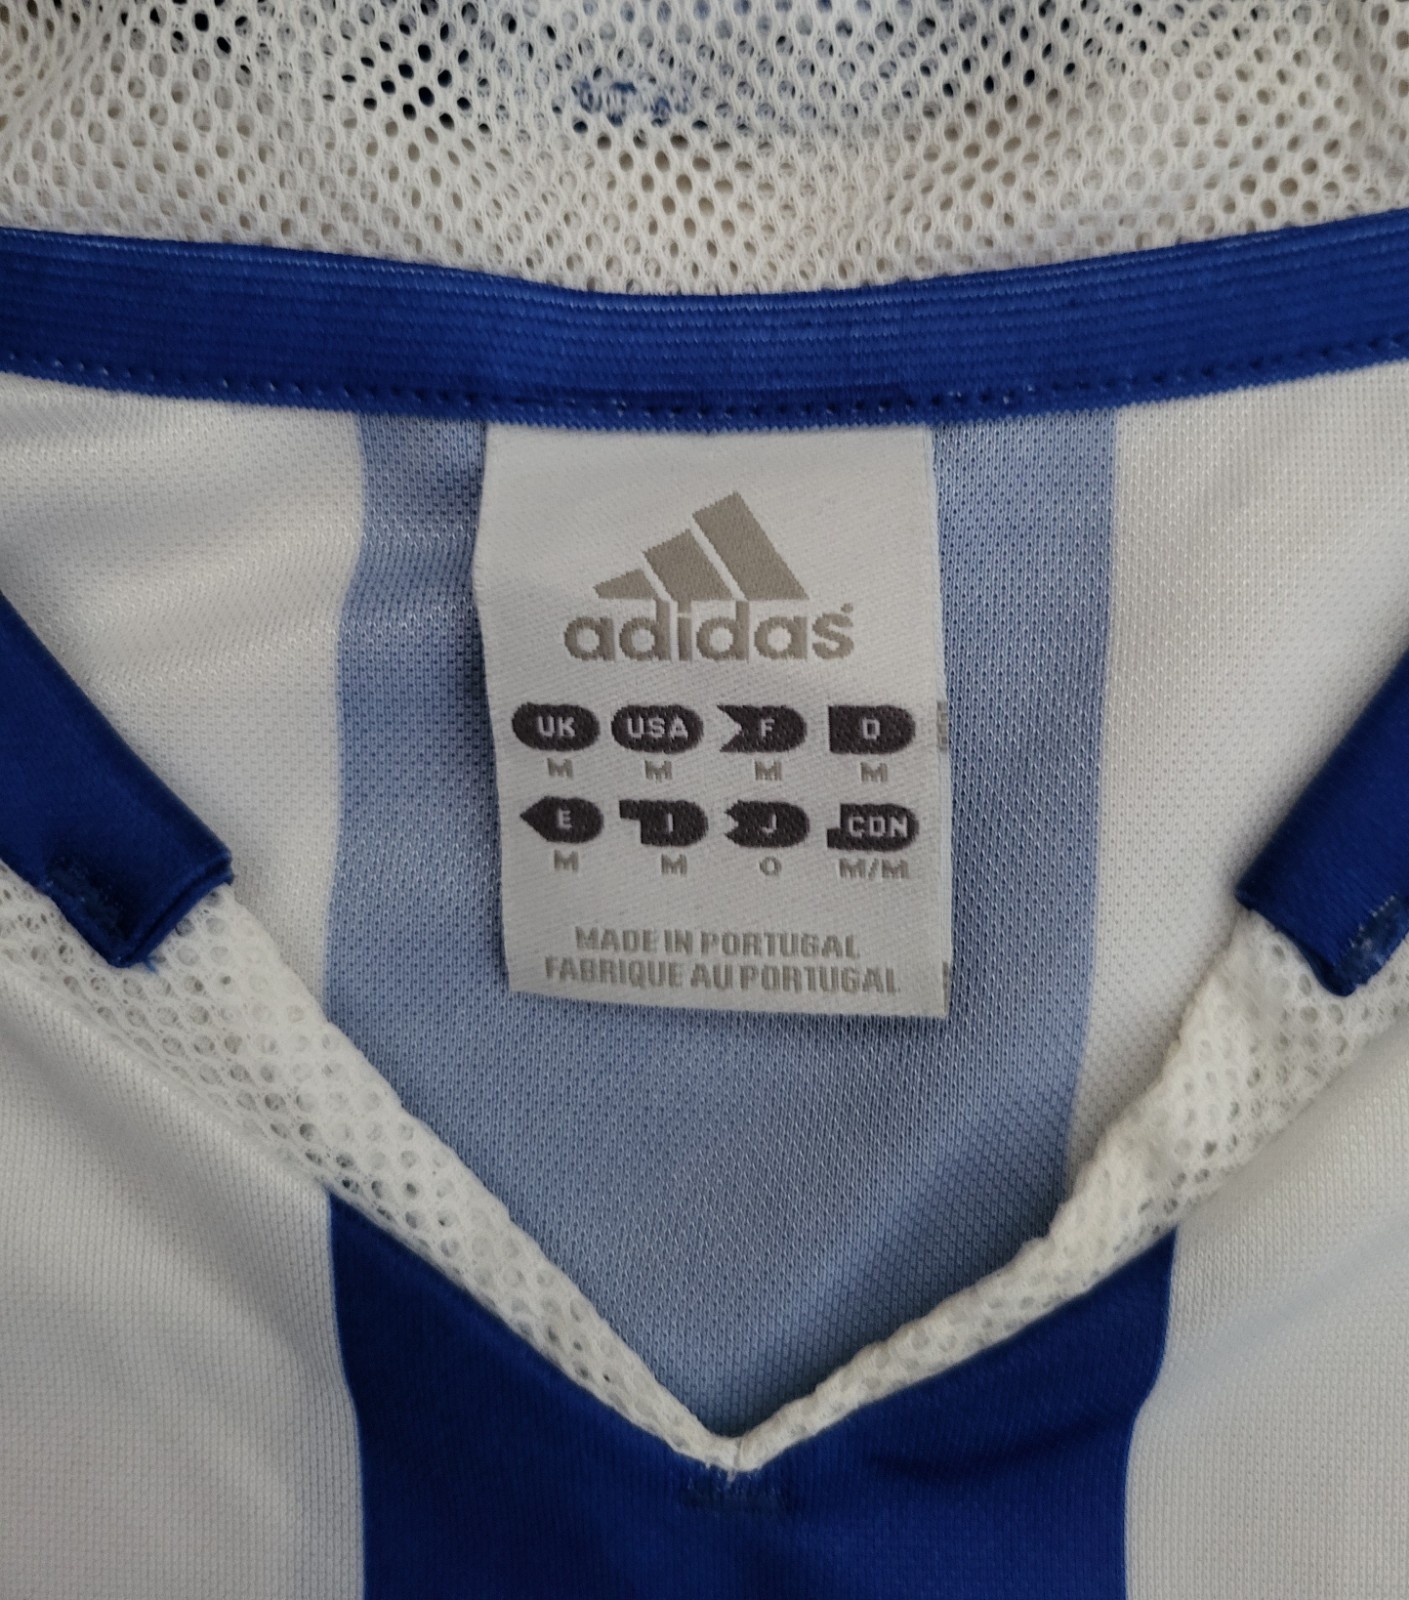 adidas
UK USA F D
M M M M
E I J CDN
M M O M/M
MADE IN PORTUGAL
FABRIQUE AU PORTUGAL